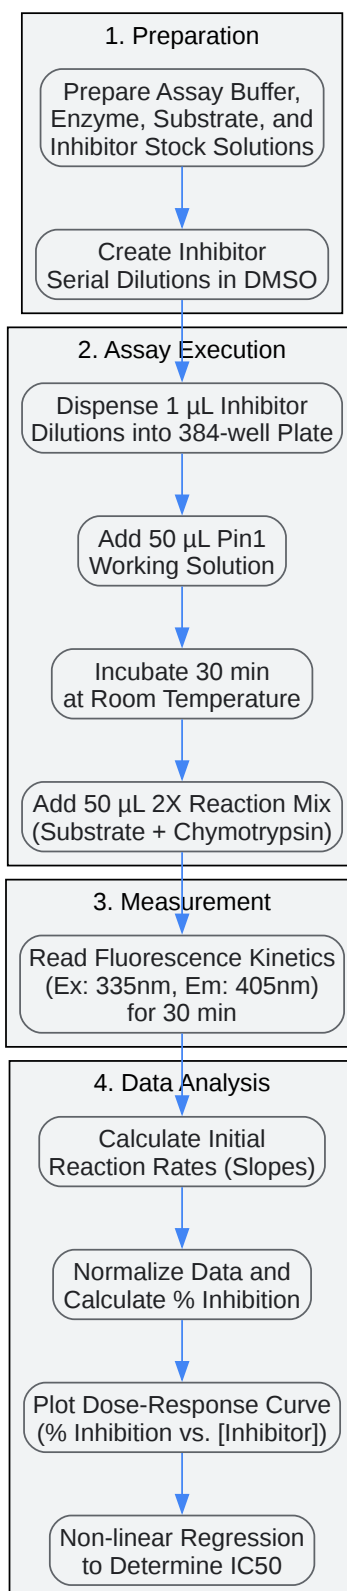 1. Preparation
Prepare Assay Buffer,
Enzyme, Substrate, and
Inhibitor Stock Solutions
Create Inhibitor
Serial Dilutions in DMSO
2. Assay Execution
Dispense 1 µL Inhibitor
Dilutions into 384-well Plate
Add 50 µL Pin1
Working Solution
Incubate 30 min
at Room Temperature
Add 50 µL 2X Reaction Mix
(Substrate + Chymotrypsin)
3. Measurement
Read Fluorescence Kinetics
(Ex: 335nm, Em: 405nm)
for 30 min
4. Data Analysis
Calculate Initial
Reaction Rates (Slopes)
Normalize Data and
Calculate % Inhibition
Plot Dose-Response Curve
(% Inhibition vs. [Inhibitor])
Non-linear Regression
to Determine IC50